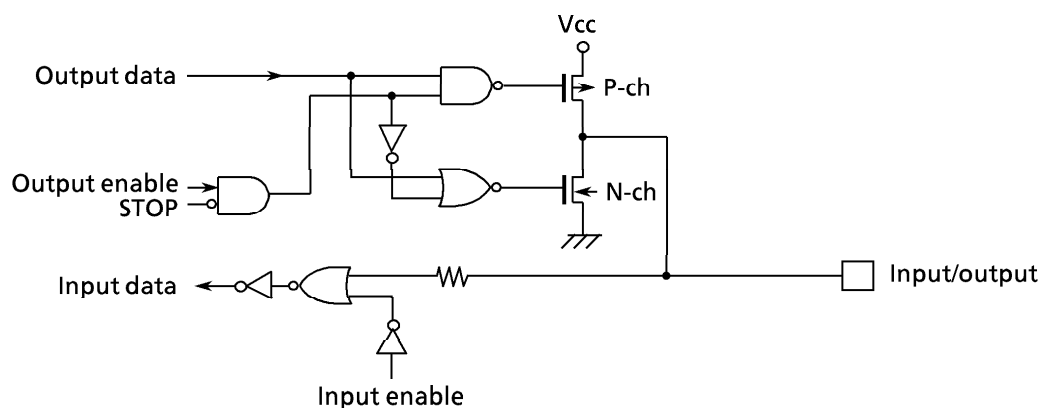 Vcc
Output data
P-ch
Output enable
STOP
N-ch
Input data
Input/output
Input enable